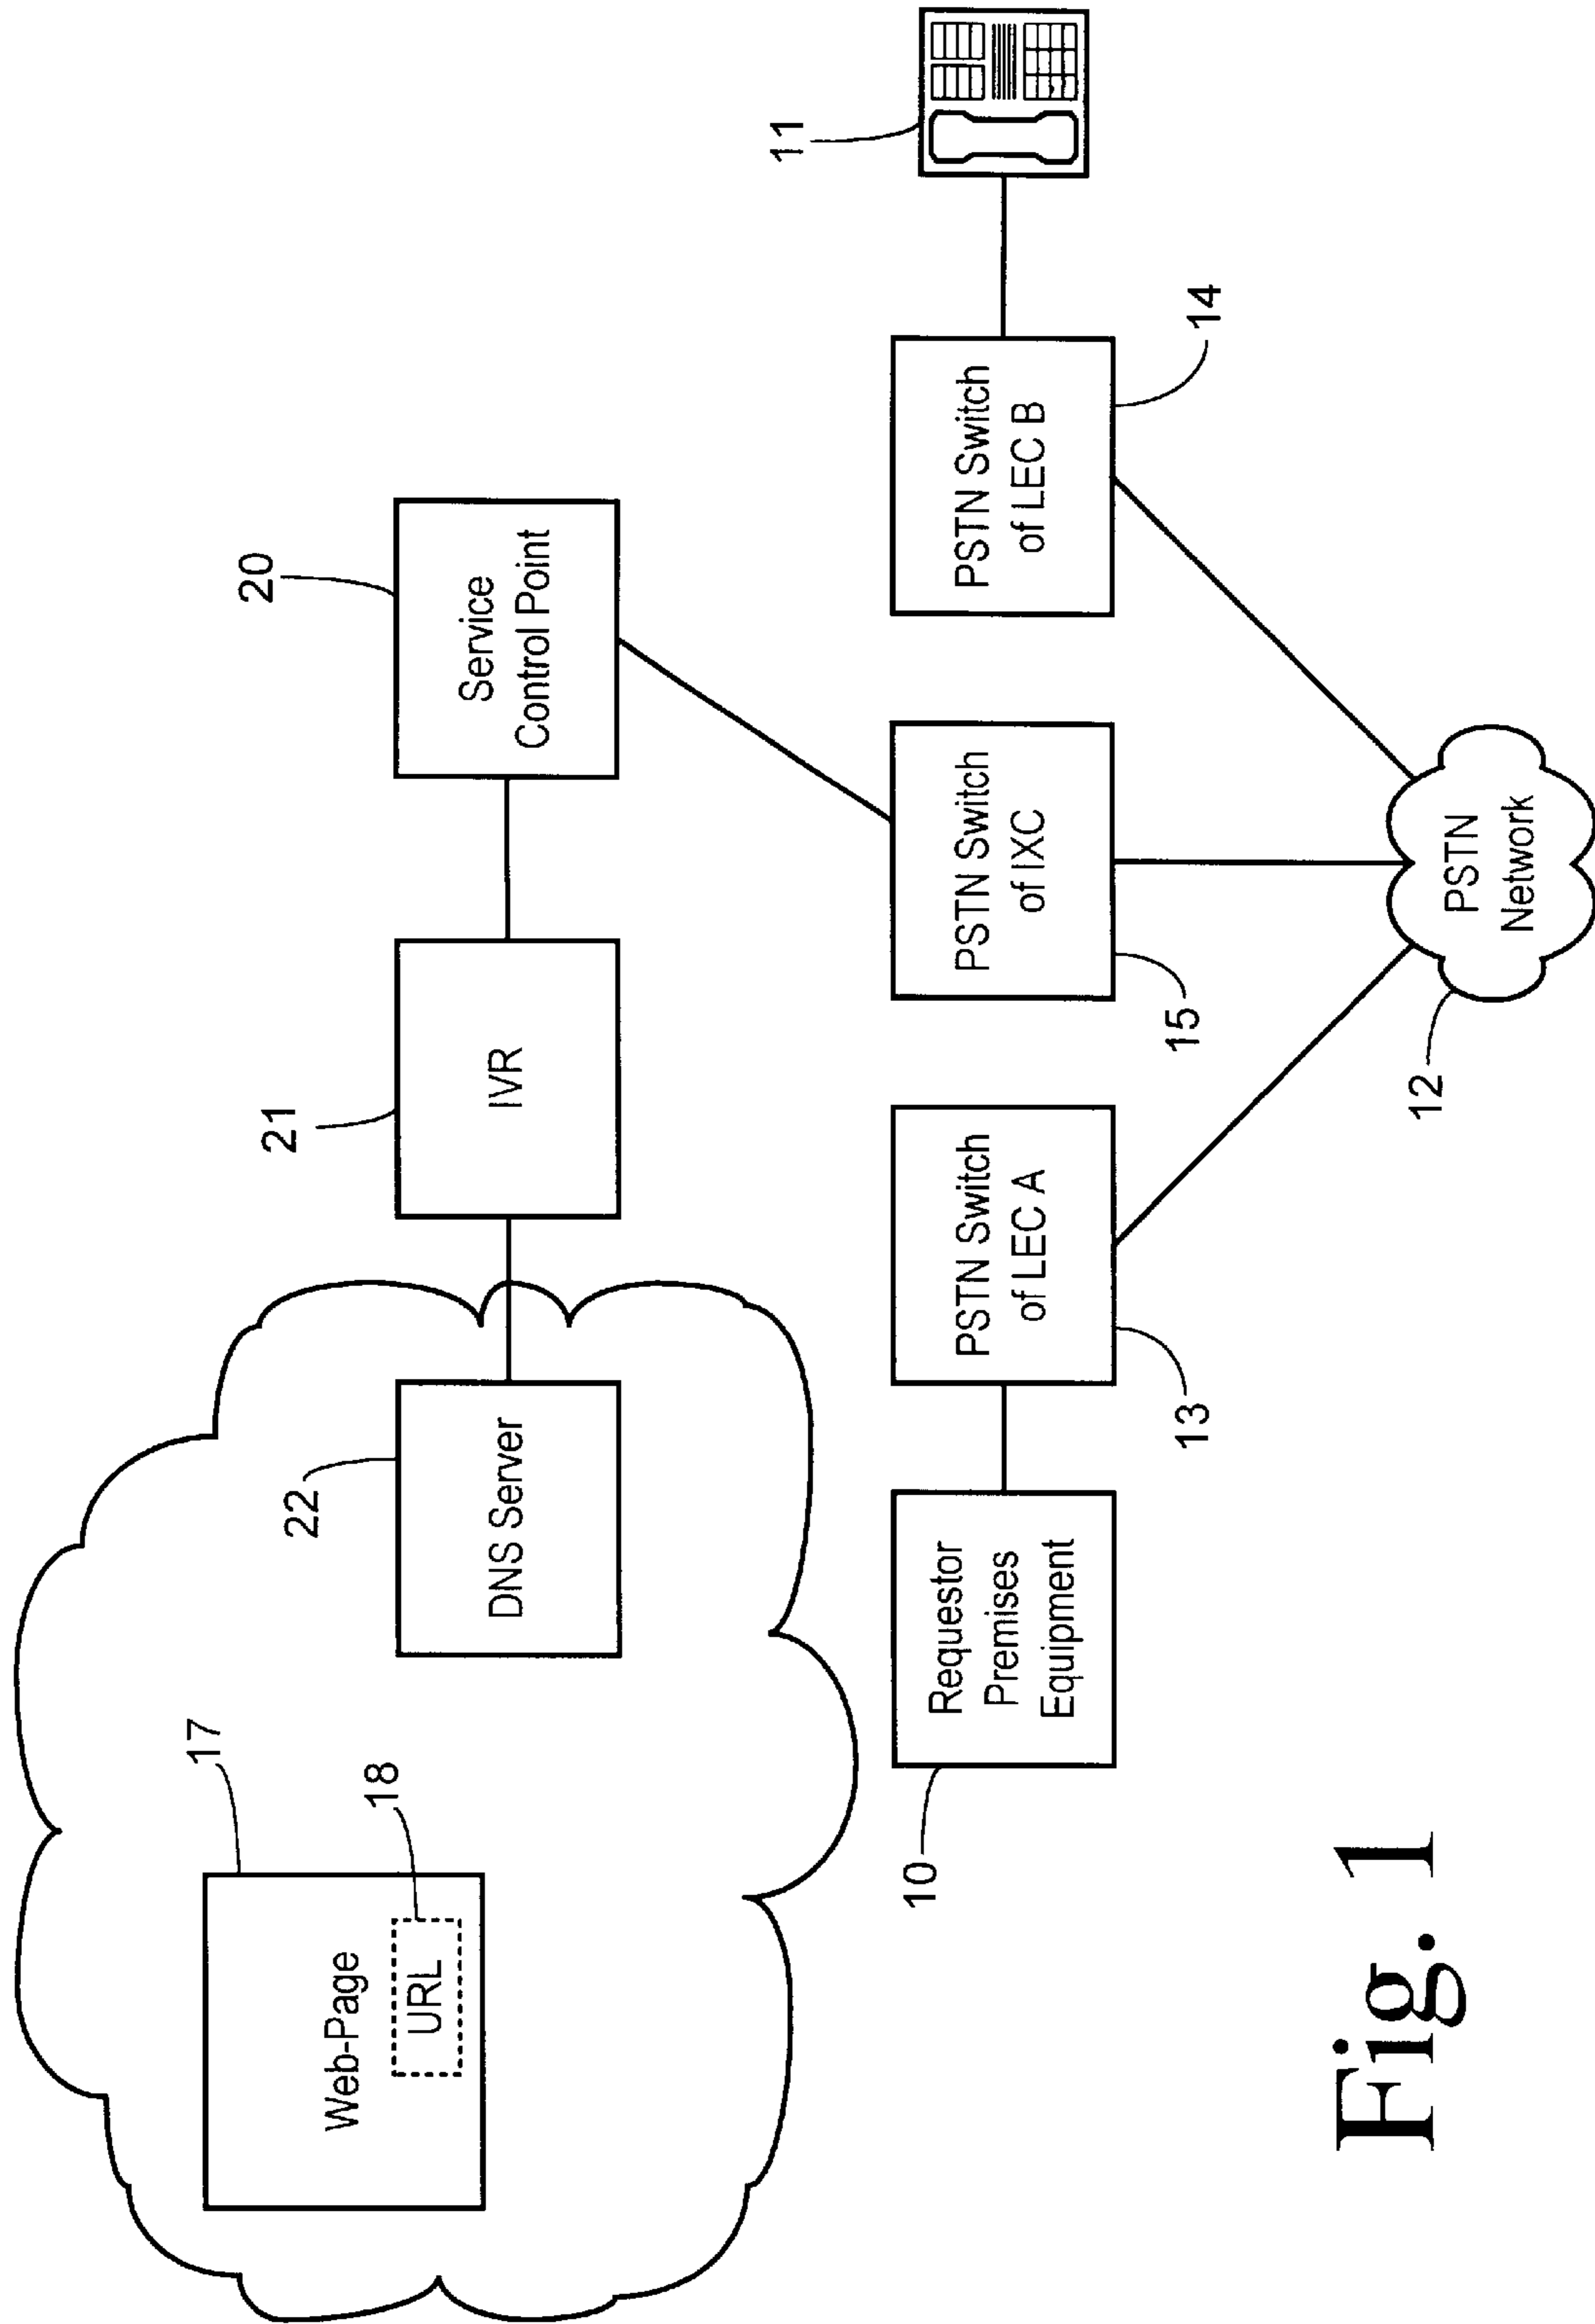 Web-Page
URL
17
18
DNS Server
22
IVR
21
Service
Control Point
20
Requestor
Premises
Equipment
10
PSTN Switch
of LEC A
13
PSTN Switch
of IXC
15
PSTN Switch
of LEC B
14
11
PSTN
Network
12
Fig. 1